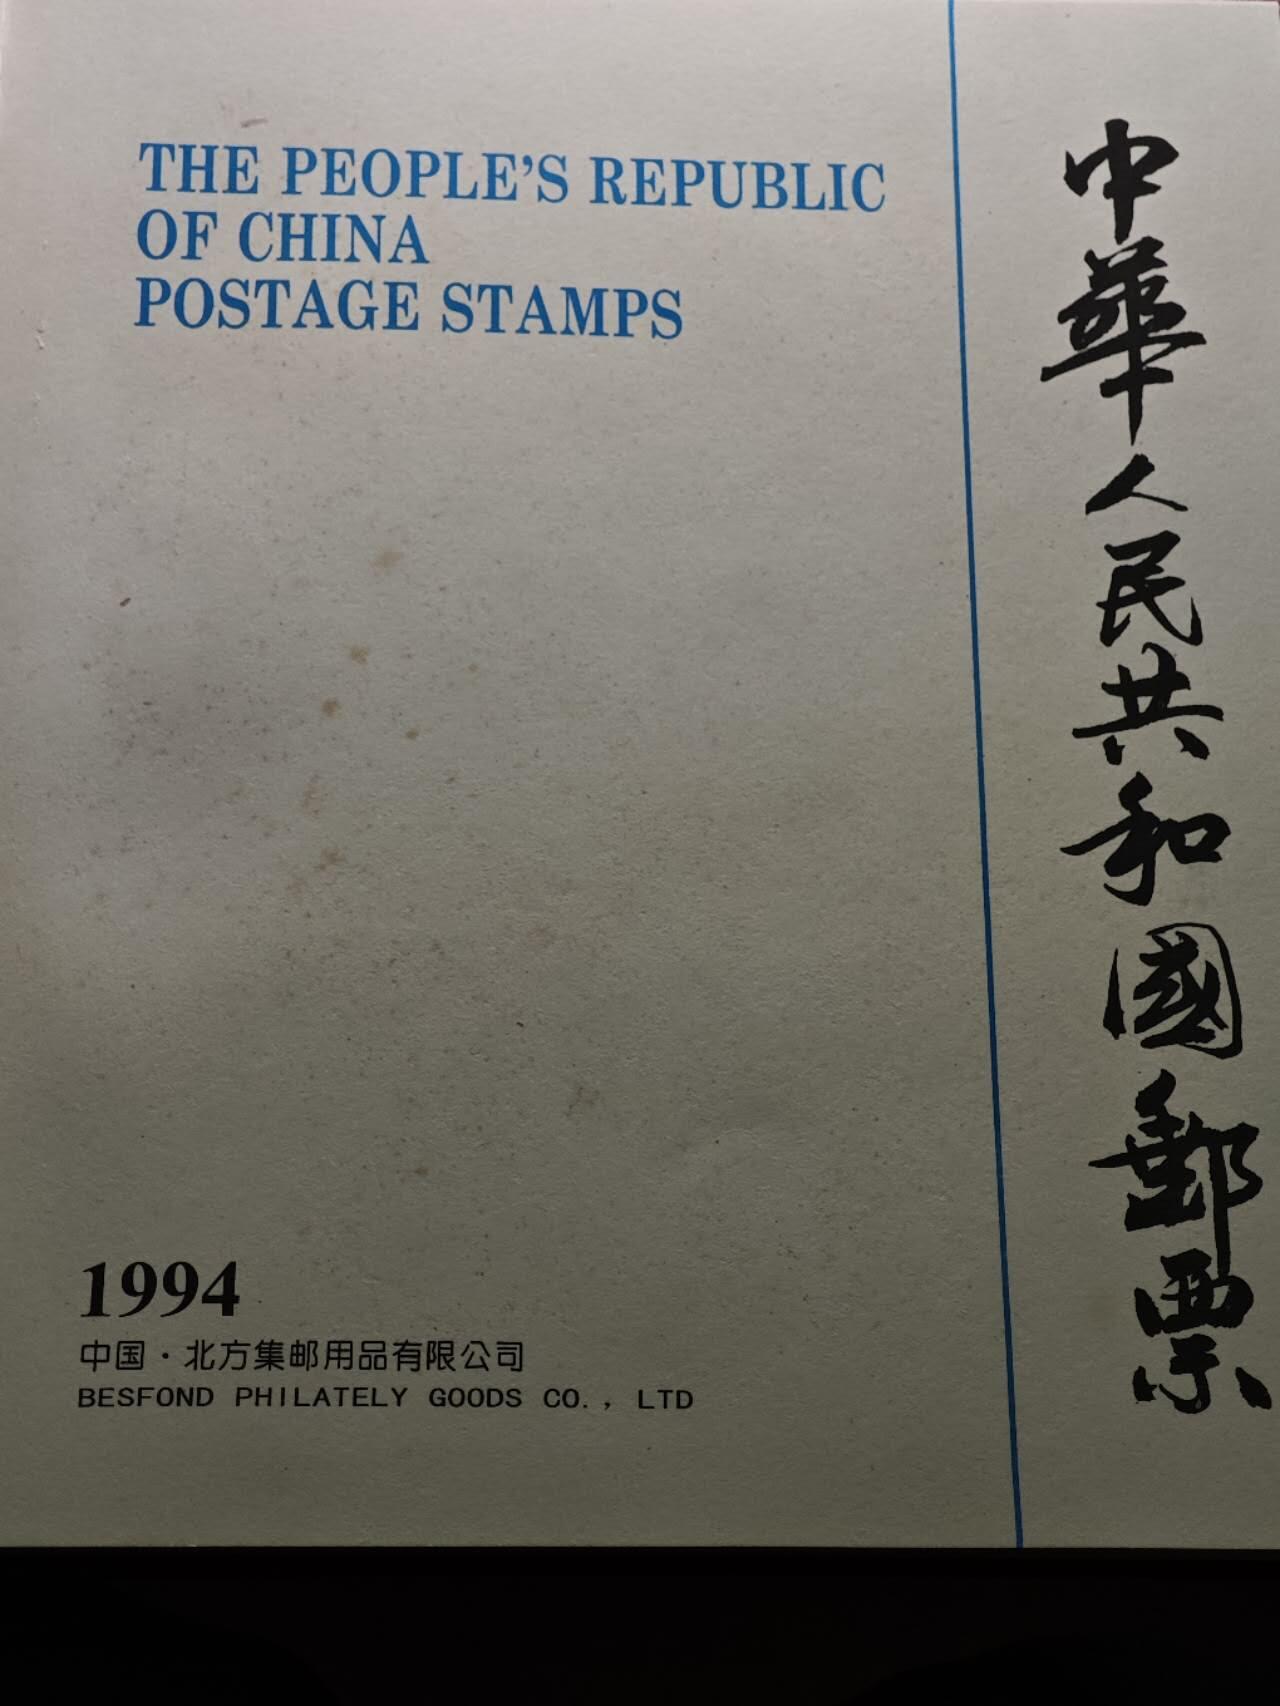 THE PEOPLE'S REPUBLIC
OF CHINA
POSTAGE STAMPS
中華人民共和國郵票
1994
中国·北方集邮用品有限公司
BESFOND PHILATELY GOODS CO., LTD